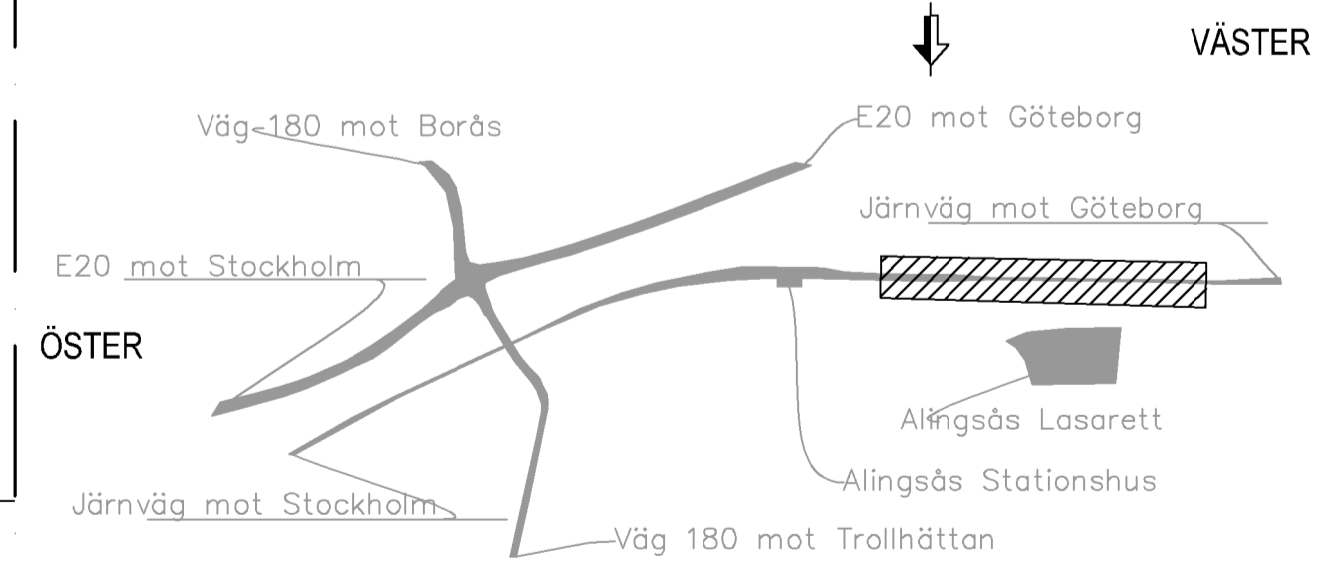 VÄSTER
Väg 180 mot Borås
E20 mot Göteborg
Järnväg mot Göteborg
E20 mot Stockholm
ÖSTER
Alingsås Lasarett
Alingsås Stationshus
Järnväg mot Stockholm
Väg 180 mot Trollhättan